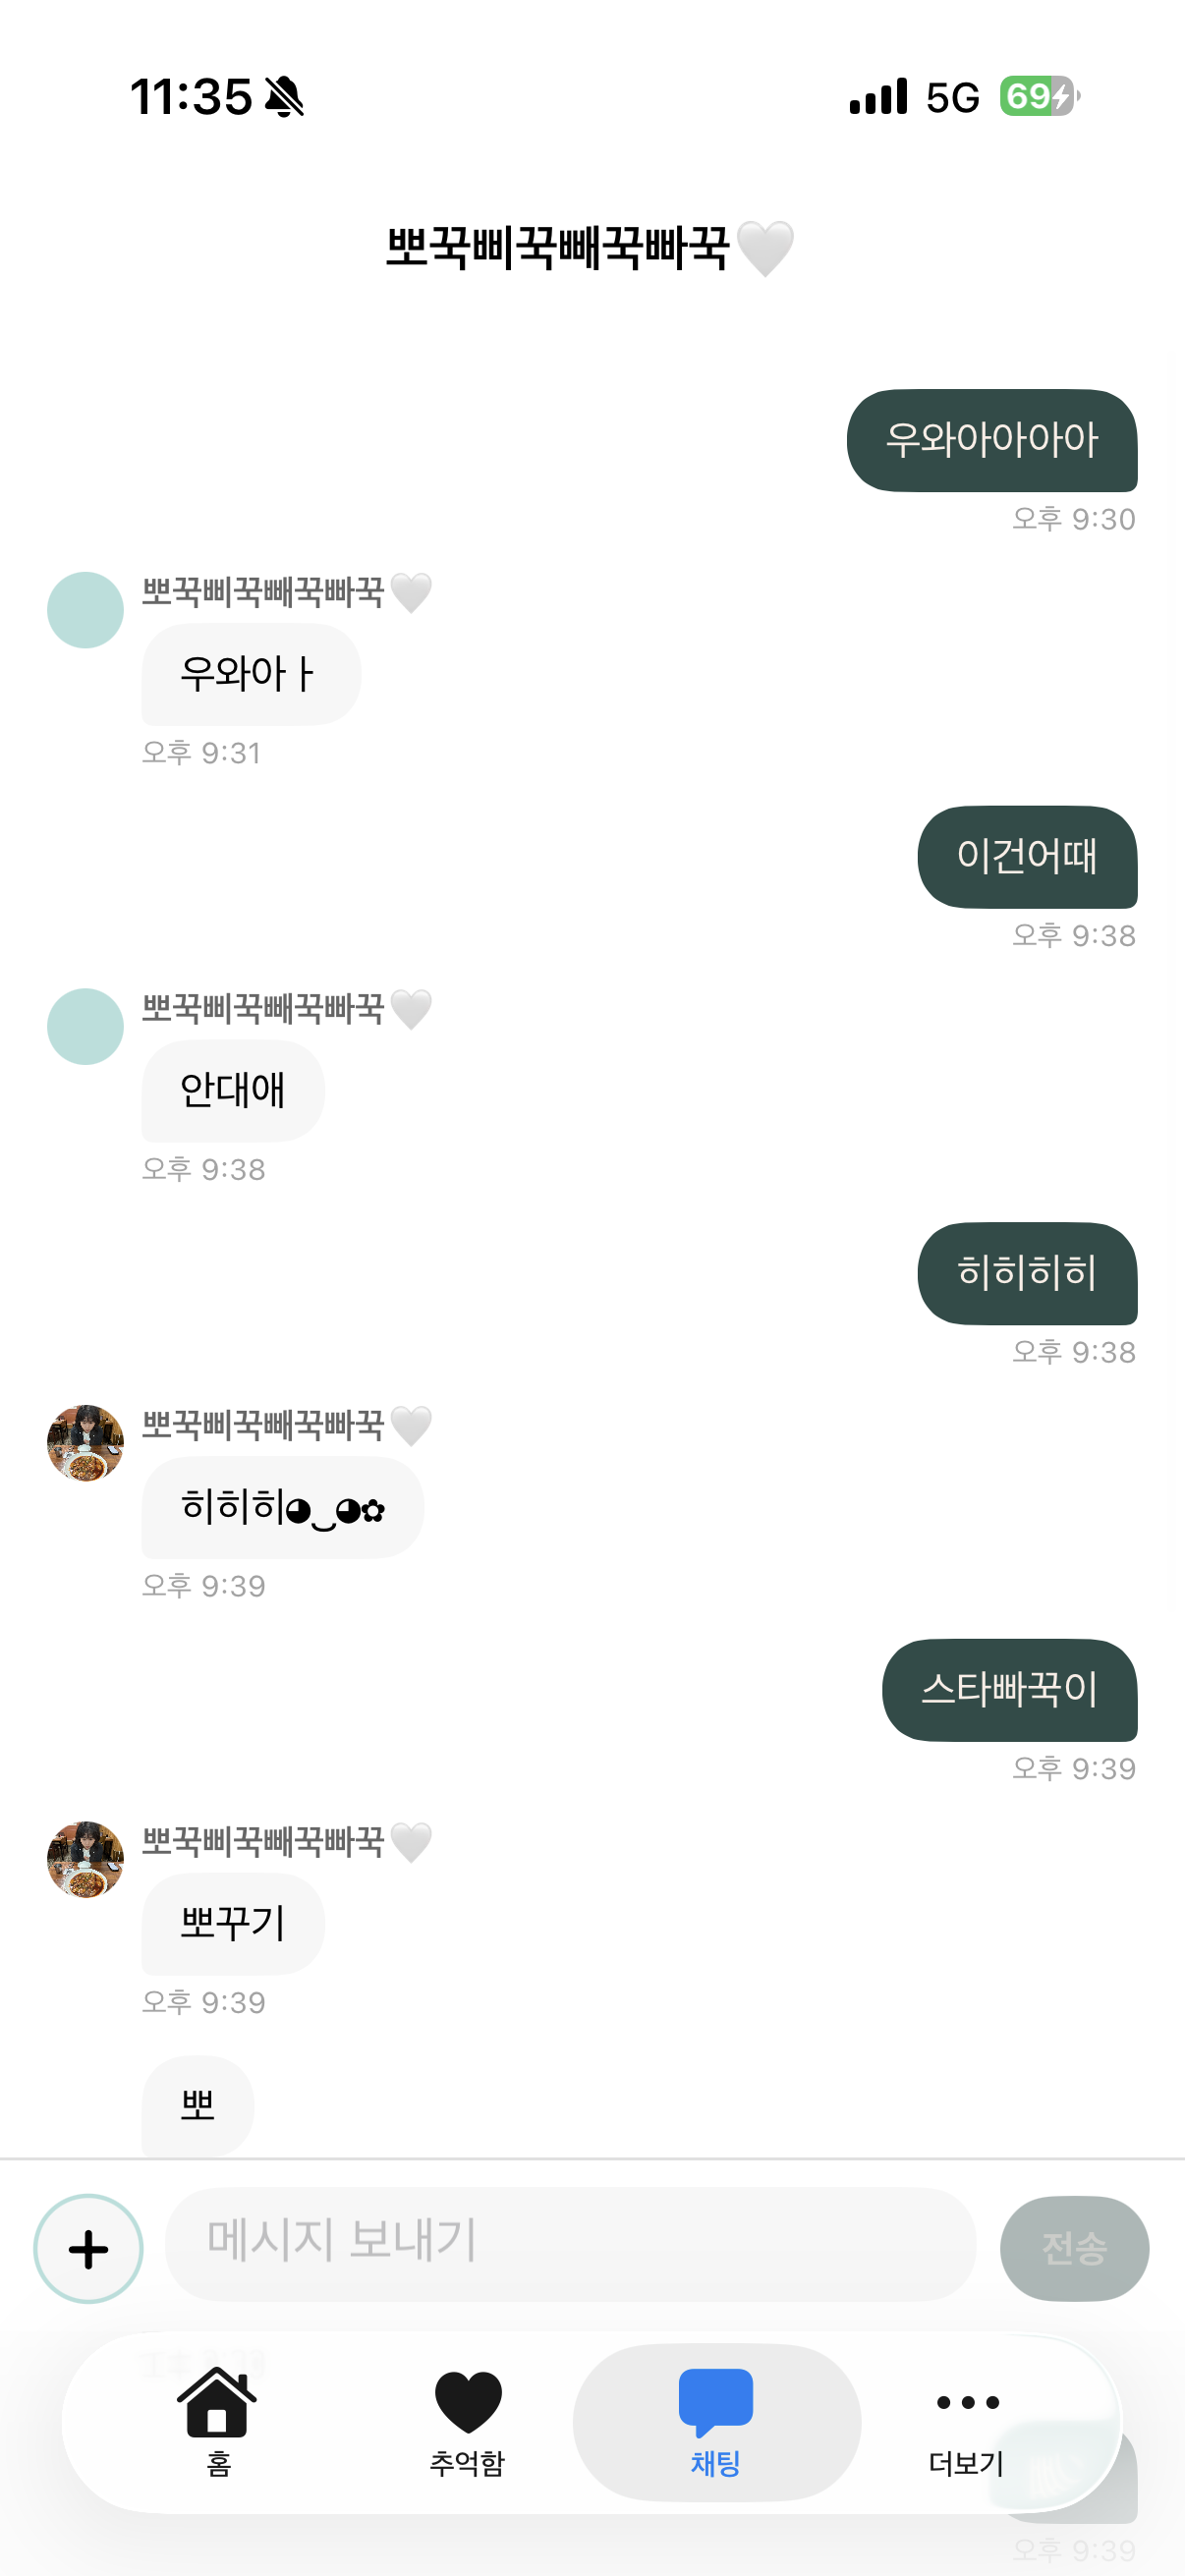 11:35
5G
69
뽀꾹삐꾹빼꾹빠꾹🤍
우와아아아아
오후 9:30
뽀꾹삐꾹빼꾹빠꾹🤍
우와아ㅏ
오후 9:31
이건어때
오후 9:38
뽀꾹삐꾹빼꾹빠꾹🤍
안대애
오후 9:38
히히히히
오후 9:38
뽀꾹삐꾹빼꾹빠꾹🤍
히히히◕‿◕✿
오후 9:39
스타빠꾹이
오후 9:39
뽀꾹삐꾹빼꾹빠꾹🤍
뽀꾸기
오후 9:39
뽀
메시지 보내기
전송
홈
추억함
채팅
더보기
오후 9:39